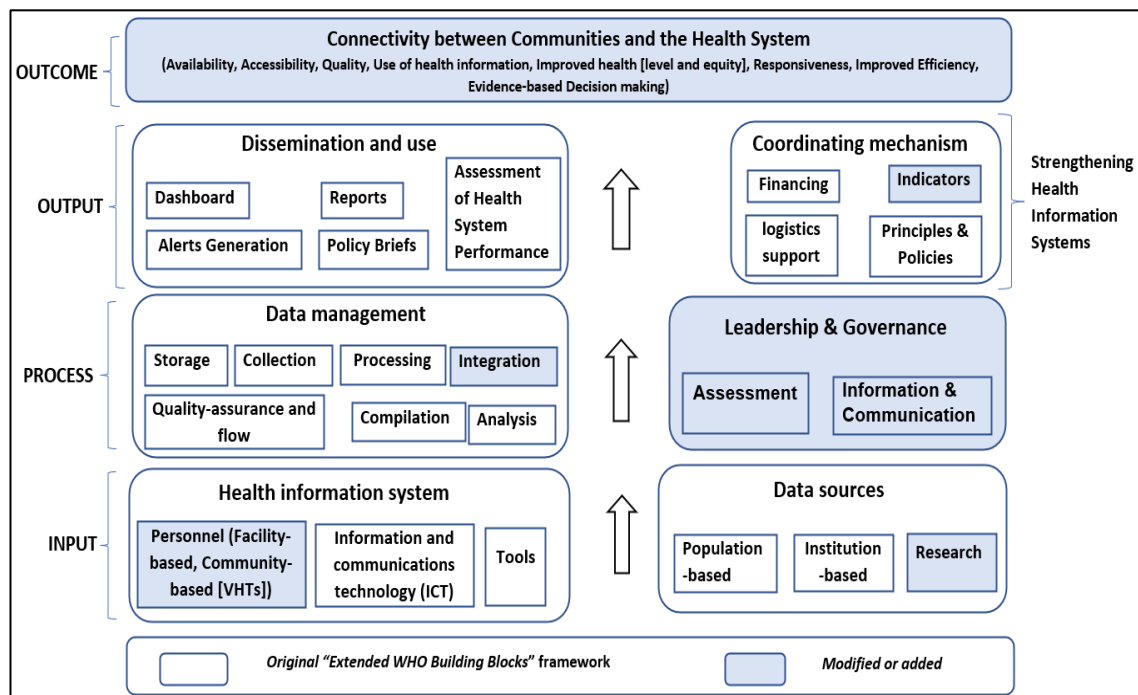 Connectivity between Communities and the Health System
(Availability, Accessibility, Quality, Use of health information, Improved health [level and equity], Responsiveness, Improved Efficiency,
Evidence-based Decision making)
OUTCOME
Dissemination and use
Dashboard
Reports
Alerts Generation
Policy Briefs
Assessment
of Health
System
Performance
OUTPUT
Coordinating mechanism
Financing
Indicators
logistics
support
Principles &
Policies
Strengthening
Health
Information
Systems
Data management
Storage
Collection
Processing
Integration
Quality-assurance and
flow
Compilation
Analysis
PROCESS
Leadership & Governance
Assessment
Information &
Communication
Health information system
Personnel (Facility-
based, Community-
based [VHTs])
Information and
communications
technology (ICT)
Tools
INPUT
Data sources
Population
-based
Institution
-based
Research
Original “Extended WHO Building Blocks” framework
Modified or added